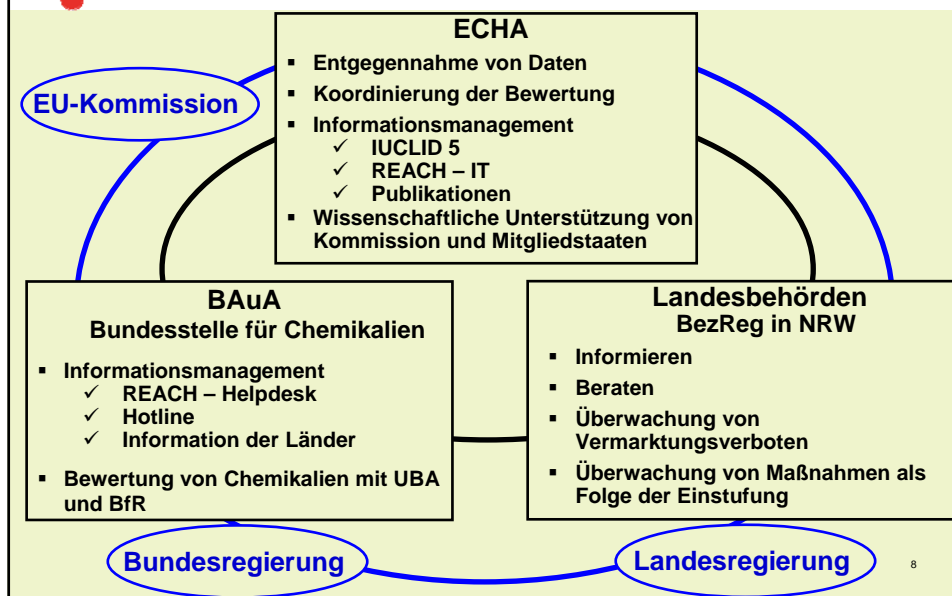 ECHA
▪ Entgegennahme von Daten
▪ Koordinierung der Bewertung
▪ Informationsmanagement
✓ IUCLID 5
✓ REACH – IT
✓ Publikationen
▪ Wissenschaftliche Unterstützung von
Kommission und Mitgliedstaaten
EU-Kommission
BAuA
Bundesstelle für Chemikalien
▪ Informationsmanagement
✓ REACH – Helpdesk
✓ Hotline
✓ Information der Länder
▪ Bewertung von Chemikalien mit UBA
und BfR
Landesbehörden
BezReg in NRW
▪ Informieren
▪ Beraten
▪ Überwachung von
Vermarktungsverboten
▪ Überwachung von Maßnahmen als
Folge der Einstufung
Bundesregierung
Landesregierung
8